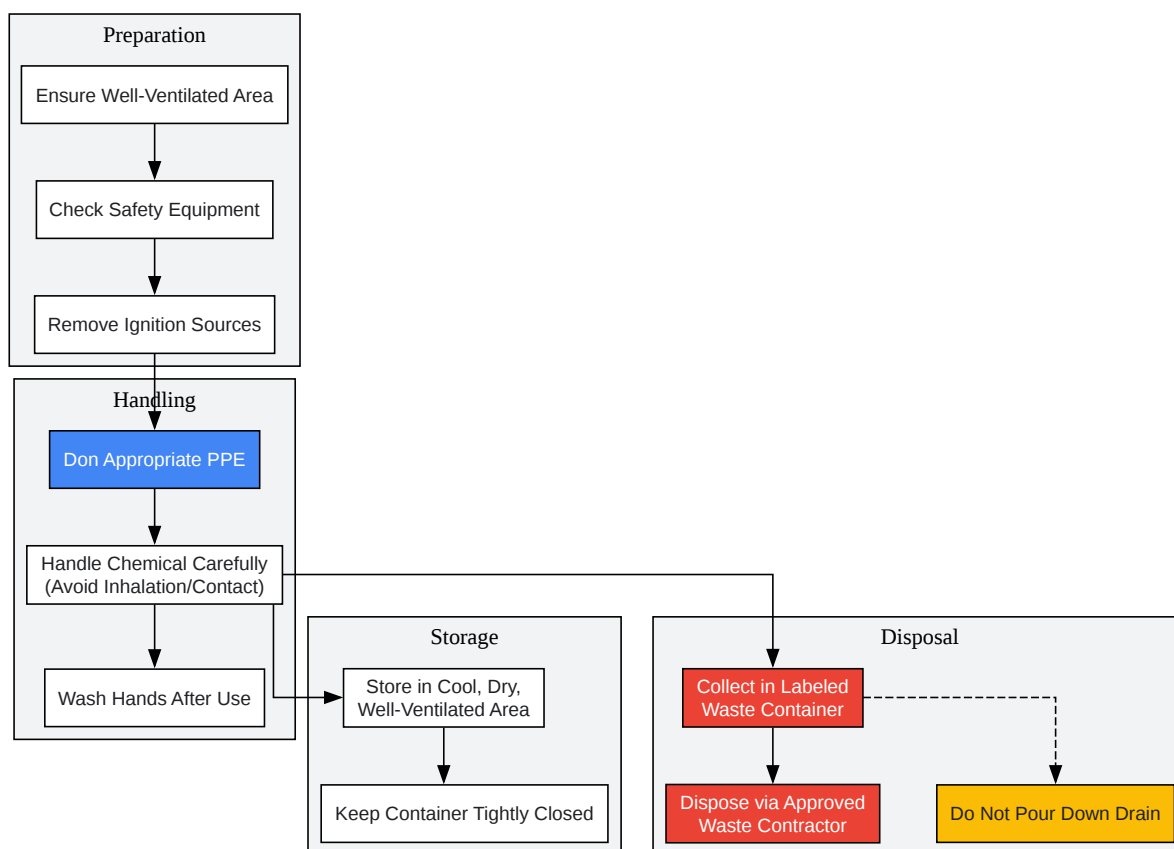 Preparation
Ensure Well-Ventilated Area
Check Safety Equipment
Remove Ignition Sources
Handling
Don Appropriate PPE
Handle Chemical Carefully
(Avoid Inhalation/Contact)
Wash Hands After Use
Storage
Store in Cool, Dry,
Well-Ventilated Area
Keep Container Tightly Closed
Disposal
Collect in Labeled
Waste Container
Dispose via Approved
Waste Contractor
Do Not Pour Down Drain